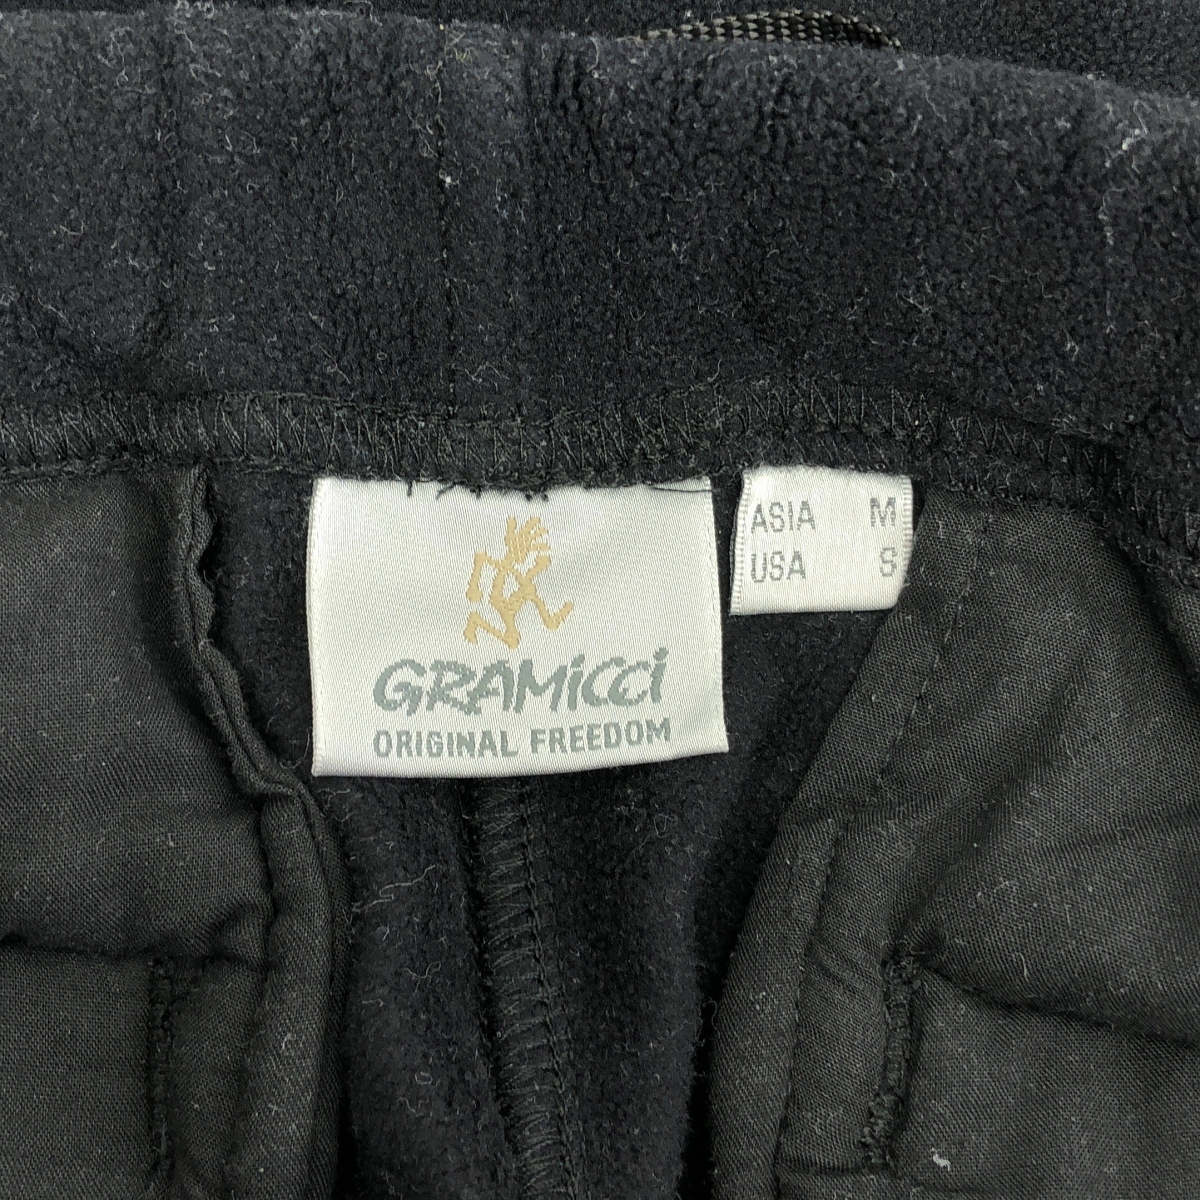 GRAMiCCi
ORIGINAL FREEDOM
ASIA M
USA S